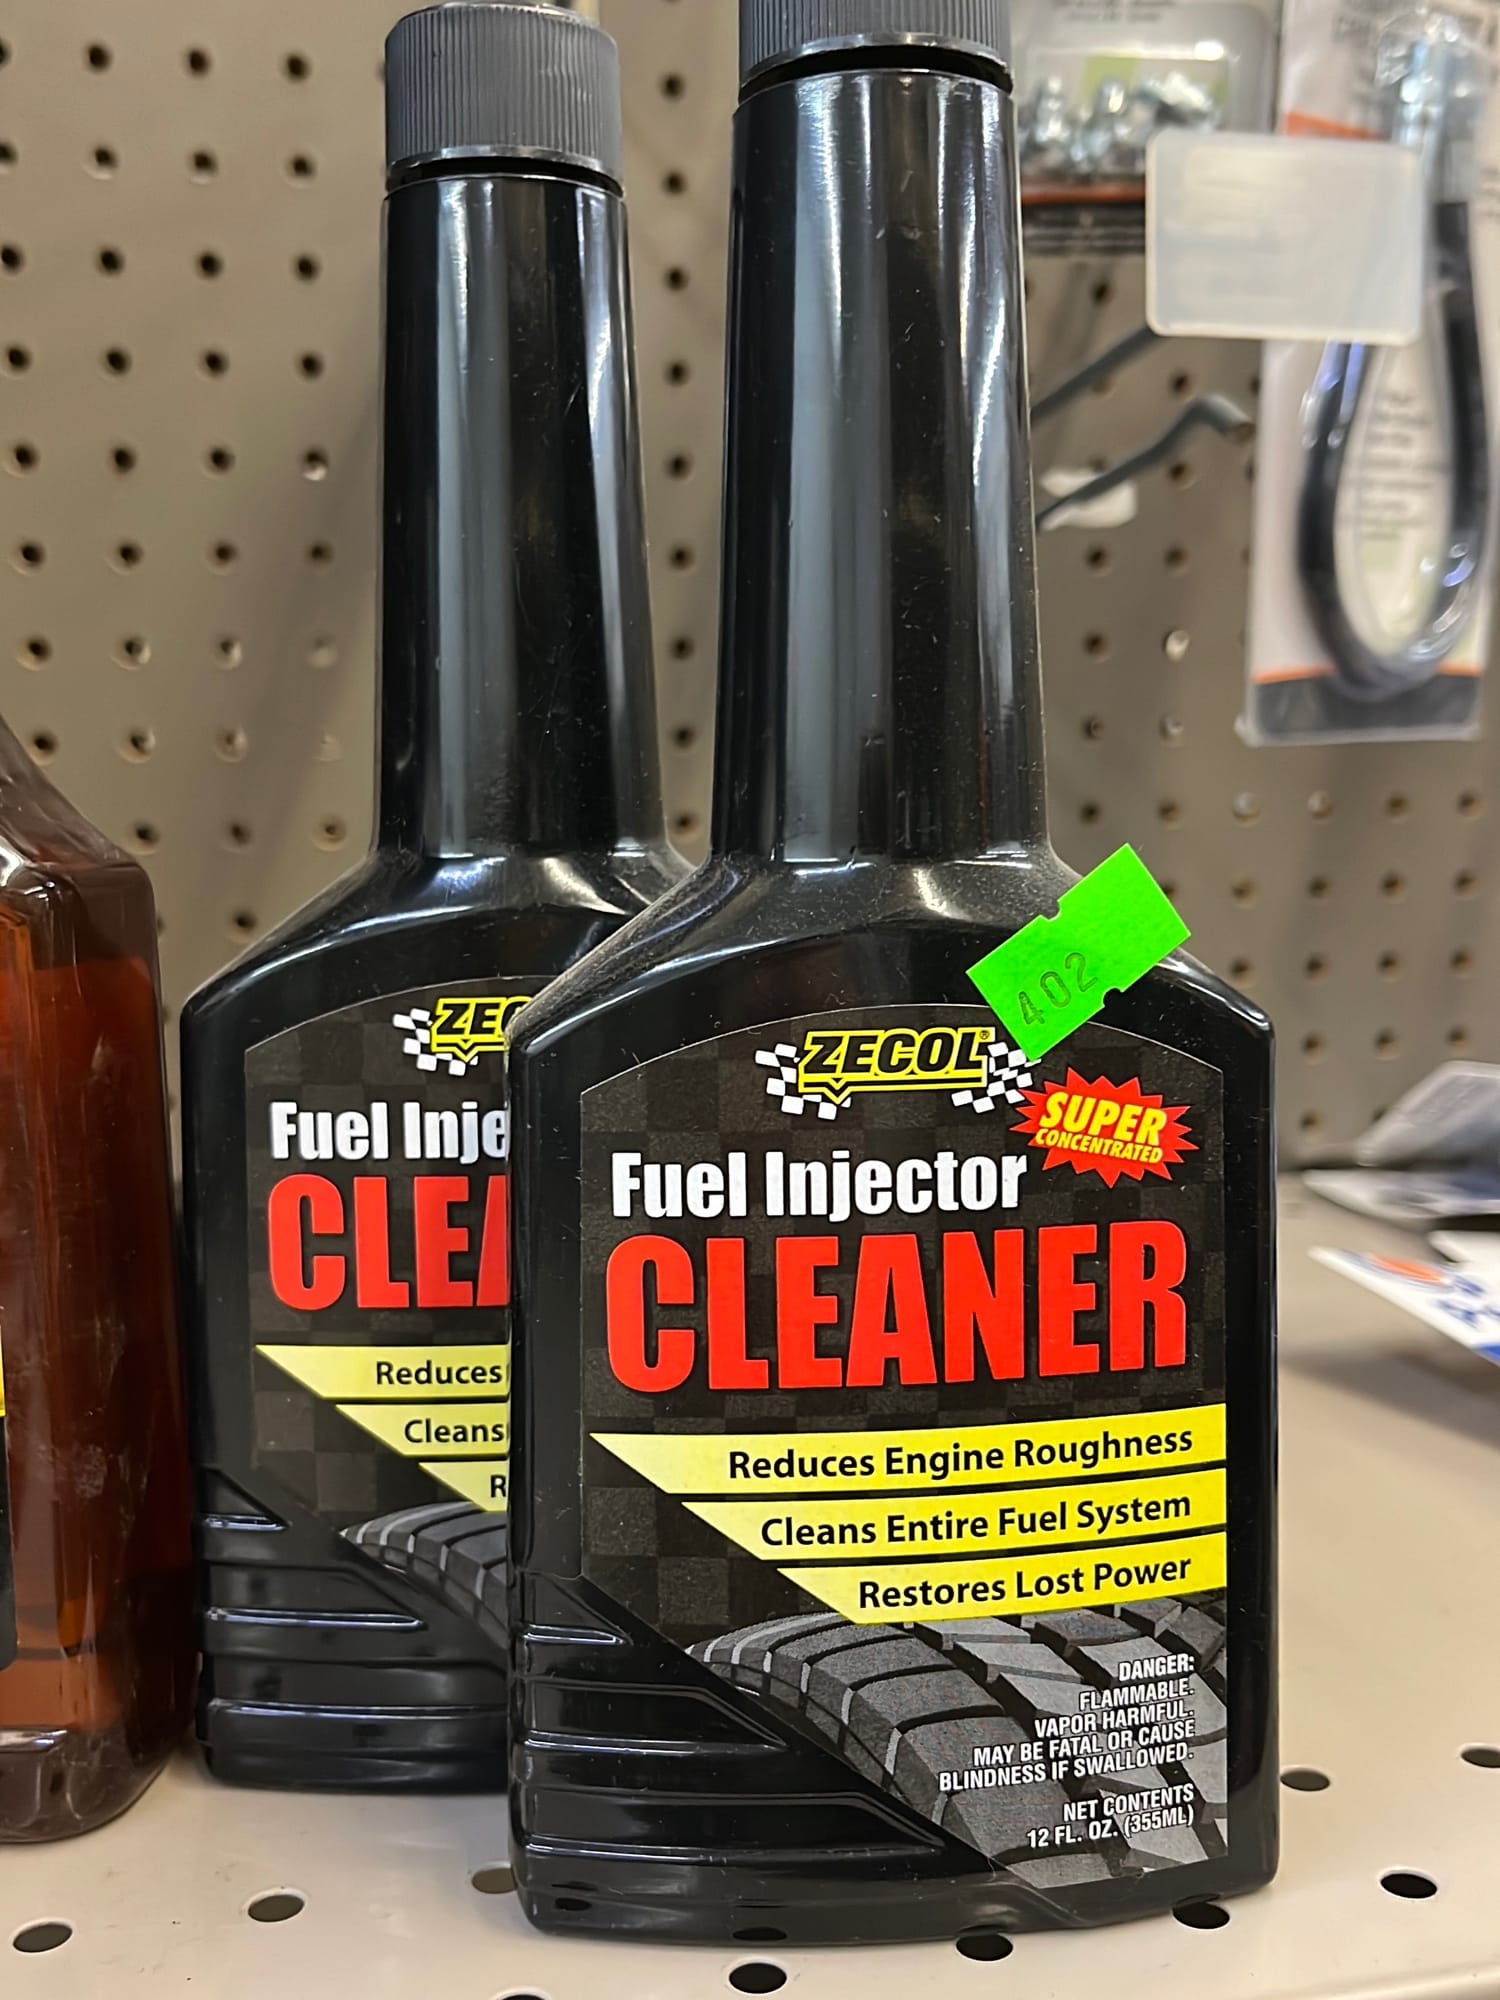 ZECOL
Fuel Inje
CLEA
Reduces
Cleans
R
402
ZECOL®
SUPER
CONCENTRATED
Fuel Injector
CLEANER
Reduces Engine Roughness
Cleans Entire Fuel System
Restores Lost Power
DANGER:
FLAMMABLE.
VAPOR HARMFUL.
MAY BE FATAL OR CAUSE
BLINDNESS IF SWALLOWED.
NET CONTENTS
12 FL. OZ. (355ML)